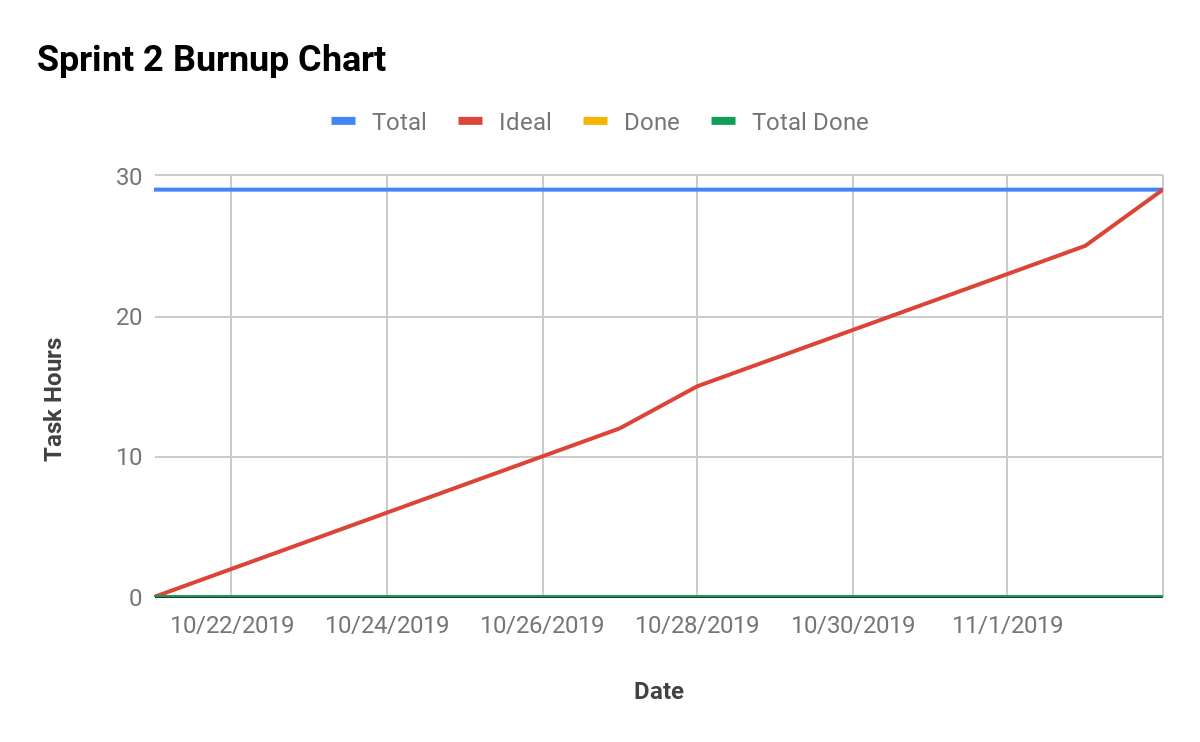 Sprint 2 Burnup Chart
Total Ideal Done Total Done
30
20
10
0
Task Hours
10/22/2019 10/24/2019 10/26/2019 10/28/2019 10/30/2019 11/1/2019
Date